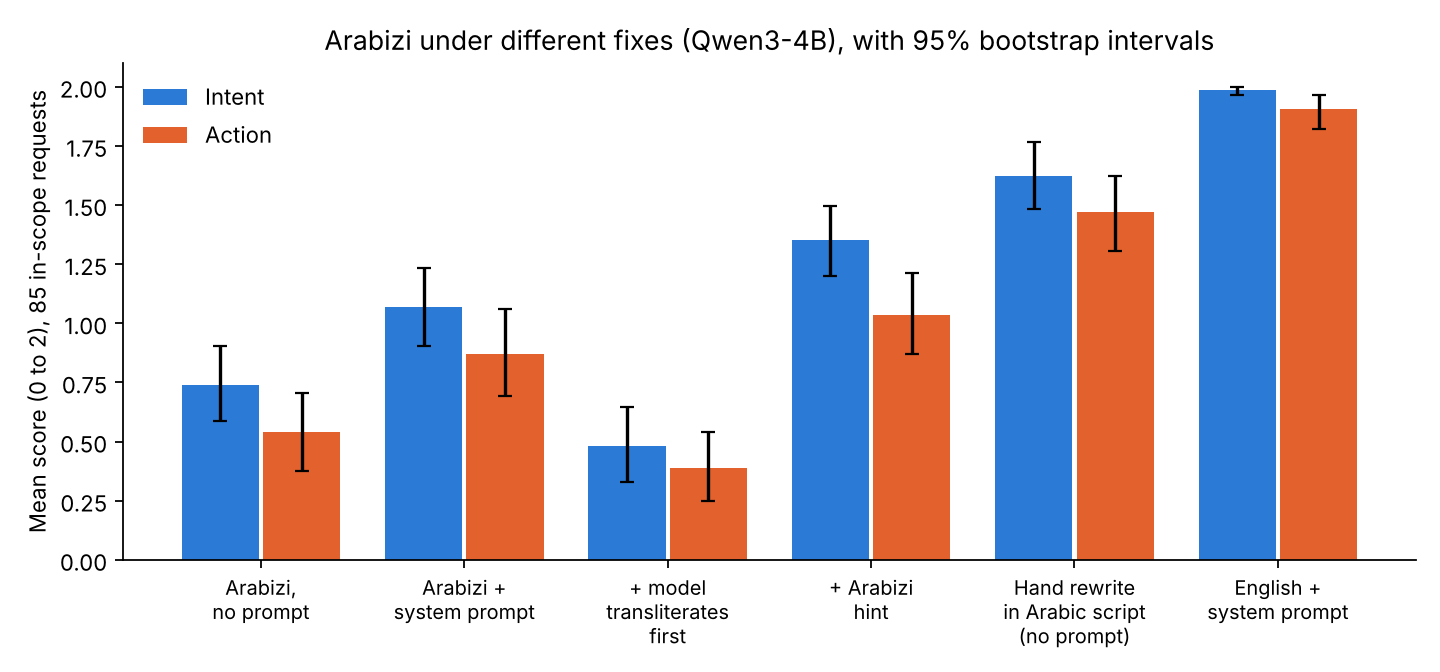 Arabizi under different fixes (Qwen3-4B), with 95% bootstrap intervals
Mean score (0 to 2), 85 in-scope requests
2.00
1.75
1.50
1.25
1.00
0.75
0.50
0.25
0.00
Intent
Action
Arabizi,
no prompt
Arabizi +
system prompt
+ model
transliterates
first
+ Arabizi
hint
Hand rewrite
in Arabic script
(no prompt)
English +
system prompt